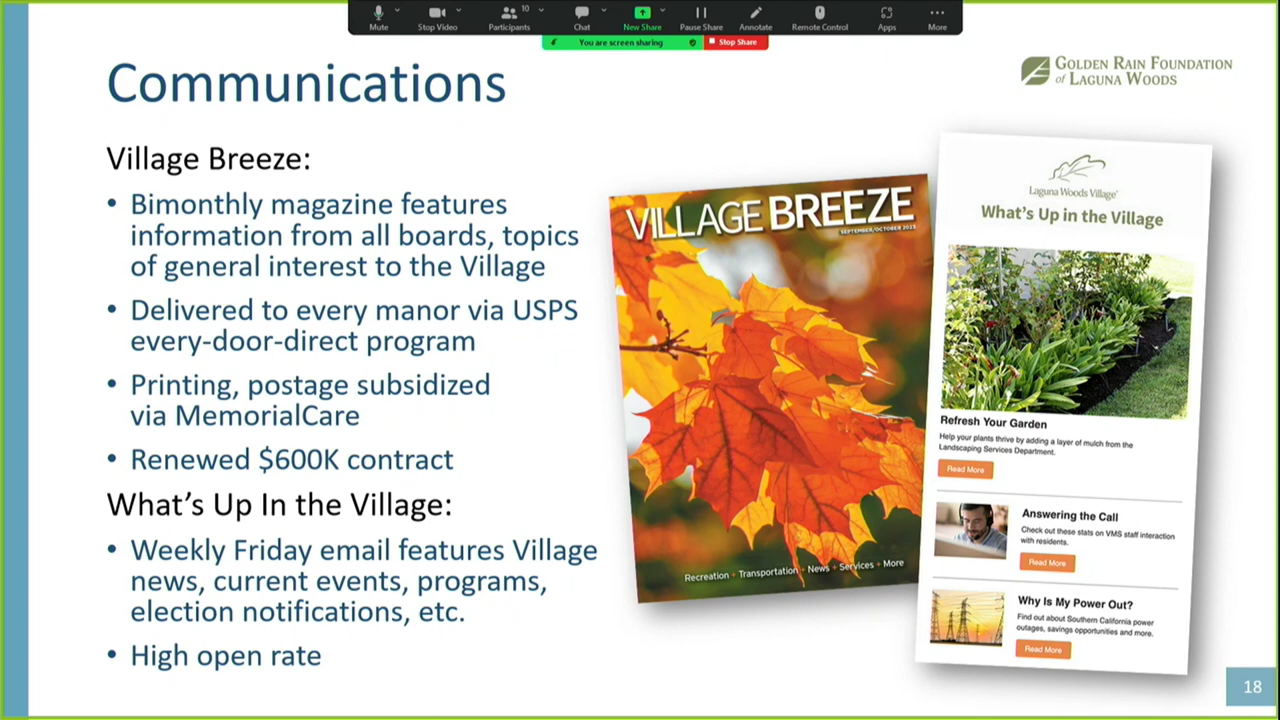 Mute
Stop Video
Participants
10
Chat
New Share
Pause Share
Annotate
Remote Control
Apps
More
You are screen sharing
Stop Share
Communications
GOLDEN RAIN FOUNDATION
of LAGUNA WOODS
Village Breeze:
• Bimonthly magazine features
information from all boards, topics
of general interest to the Village
• Delivered to every manor via USPS
every-door-direct program
• Printing, postage subsidized
via MemorialCare
• Renewed $600K contract
What's Up In the Village:
• Weekly Friday email features Village
news, current events, programs,
election notifications, etc.
• High open rate
VILLAGE BREEZE
SEPTEMBER/OCTOBER 2023
Recreation + Transportation + News + Services + More
Laguna Woods Village
What's Up in the Village
Refresh Your Garden
Help your plants thrive by adding a layer of mulch from the
Landscaping Services Department.
Read More
Answering the Call
Check out these stats on VMS staff interaction
with residents.
Read More
Why Is My Power Out?
Find out about Southern California power
outages, savings opportunities and more.
Read More
18